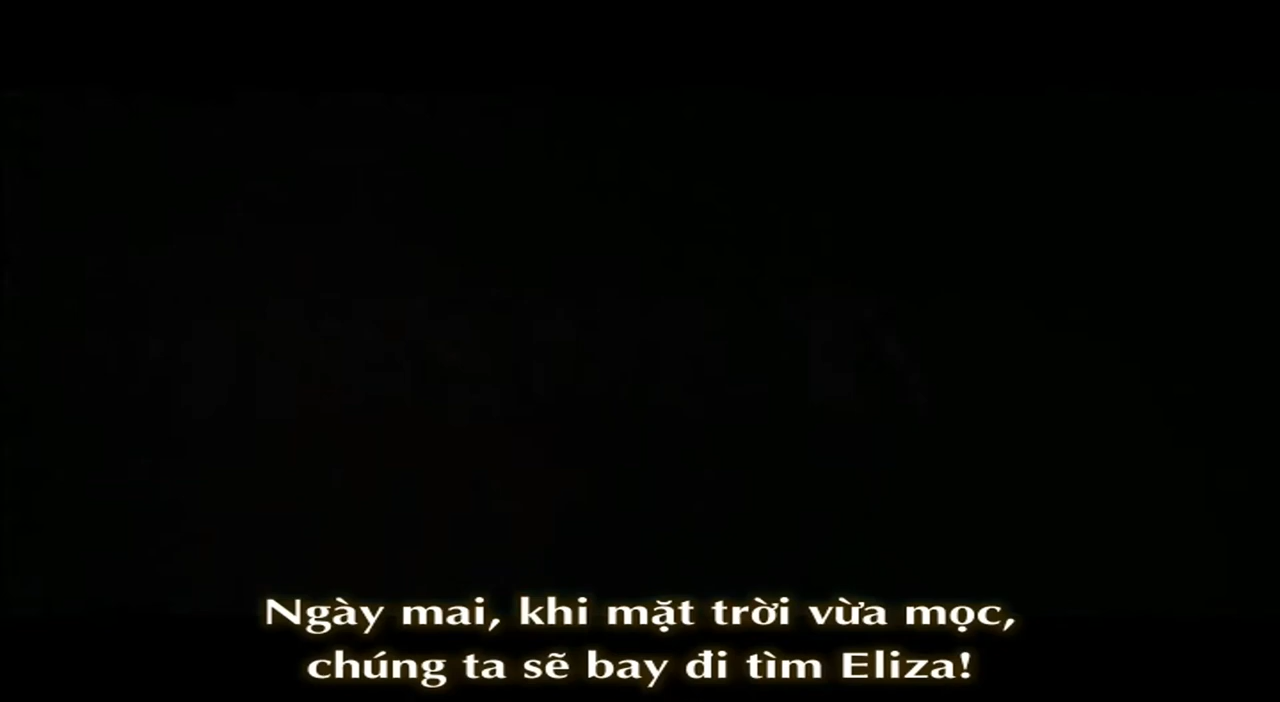 Ngày mai, khi mặt trời vừa mọc,
chúng ta sẽ bay đi tìm Eliza!